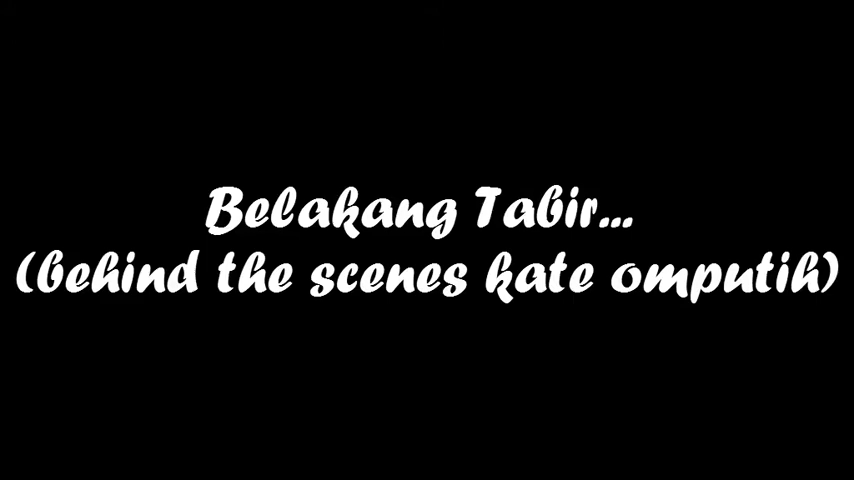 Belakang Tabir...
(behind the scenes kate omputih)